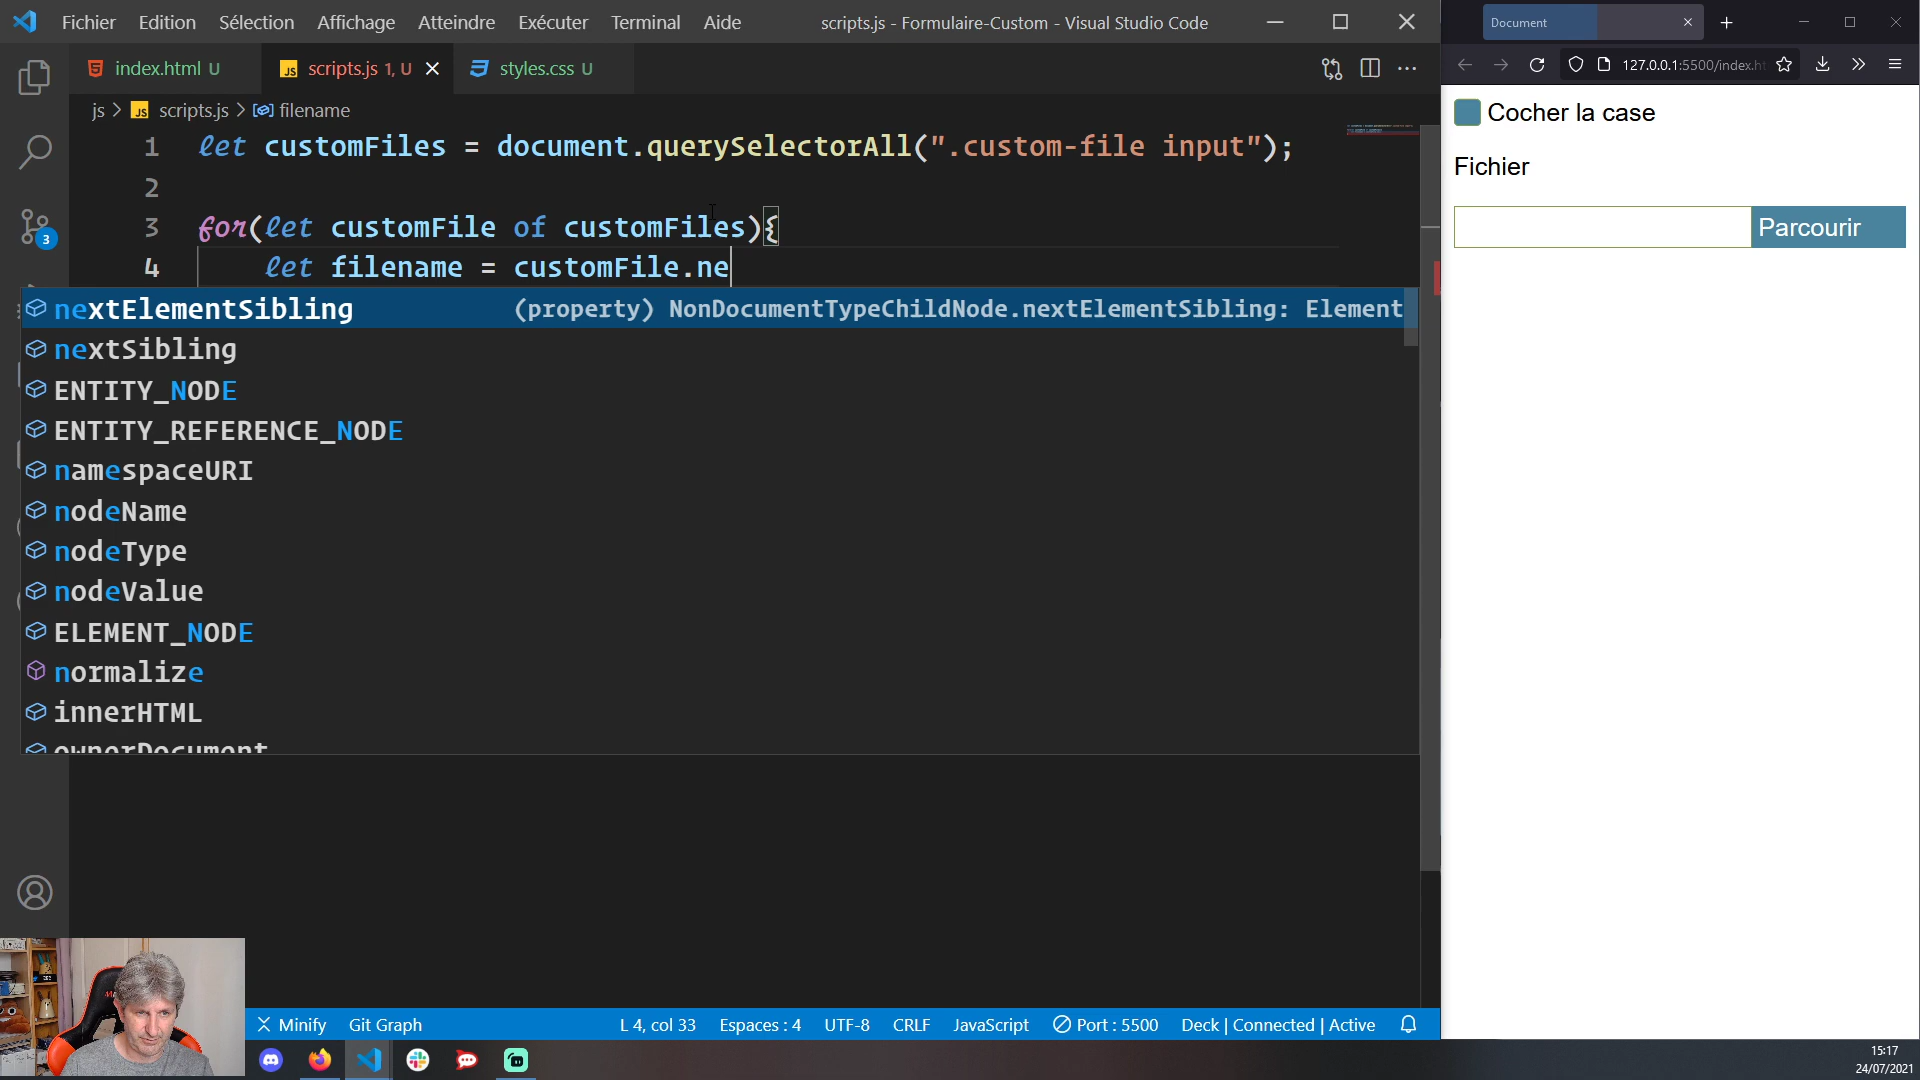 Fichier Edition Sélection Affichage Atteindre Exécuter Terminal Aide
scripts.js - Formulaire-Custom - Visual Studio Code
Document
index.html U
scripts.js 1, U
styles.css U
127.0.0.1:5500/index.ht
js > scripts.js > filename
1 let customFiles = document.querySelectorAll(".custom-file input");
2
3 for(let customFile of customFiles){
4 let filename = customFile.ne
nextElementSibling (property) NonDocumentTypeChildNode.nextElementSibling: Element
nextSibling
ENTITY_NODE
ENTITY_REFERENCE_NODE
namespaceURI
nodeName
nodeType
nodeValue
ELEMENT_NODE
normalize
innerHTML
ownerDocument
3
Cocher la case
Fichier
Parcourir
Minify Git Graph L 4, col 33 Espaces : 4 UTF-8 CRLF JavaScript Port : 5500 Deck | Connected | Active
15:17
24/07/2021